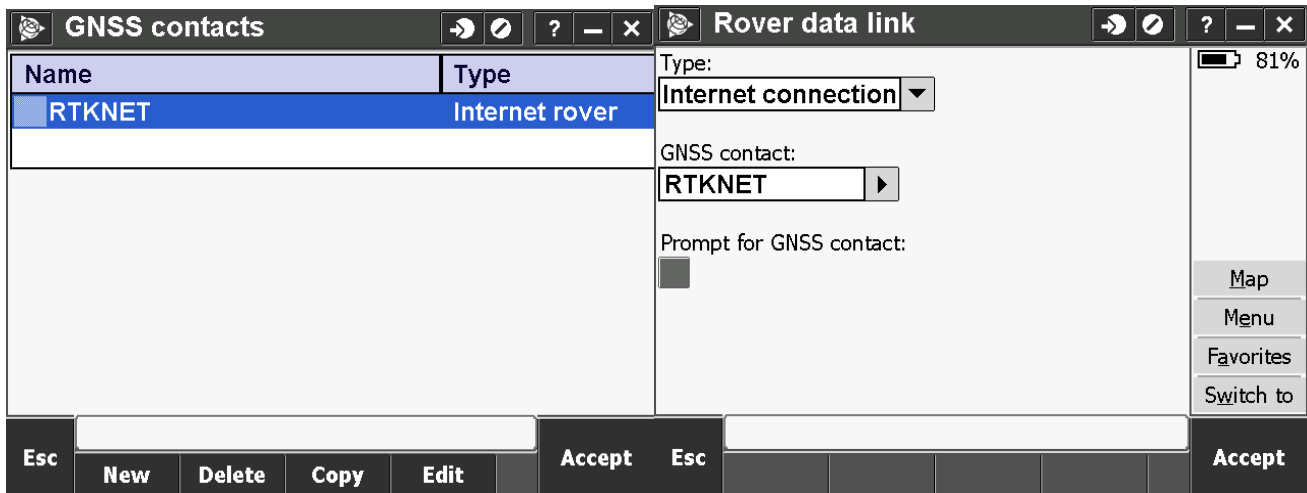 GNSS contacts ? – ×
Name Type
RTKNET Internet rover
Esc New Delete Copy Edit Accept
Rover data link ? – ×
81%
Type:
Internet connection
GNSS contact:
RTKNET
Prompt for GNSS contact:
Map
Menu
Favorites
Switch to
Esc Accept